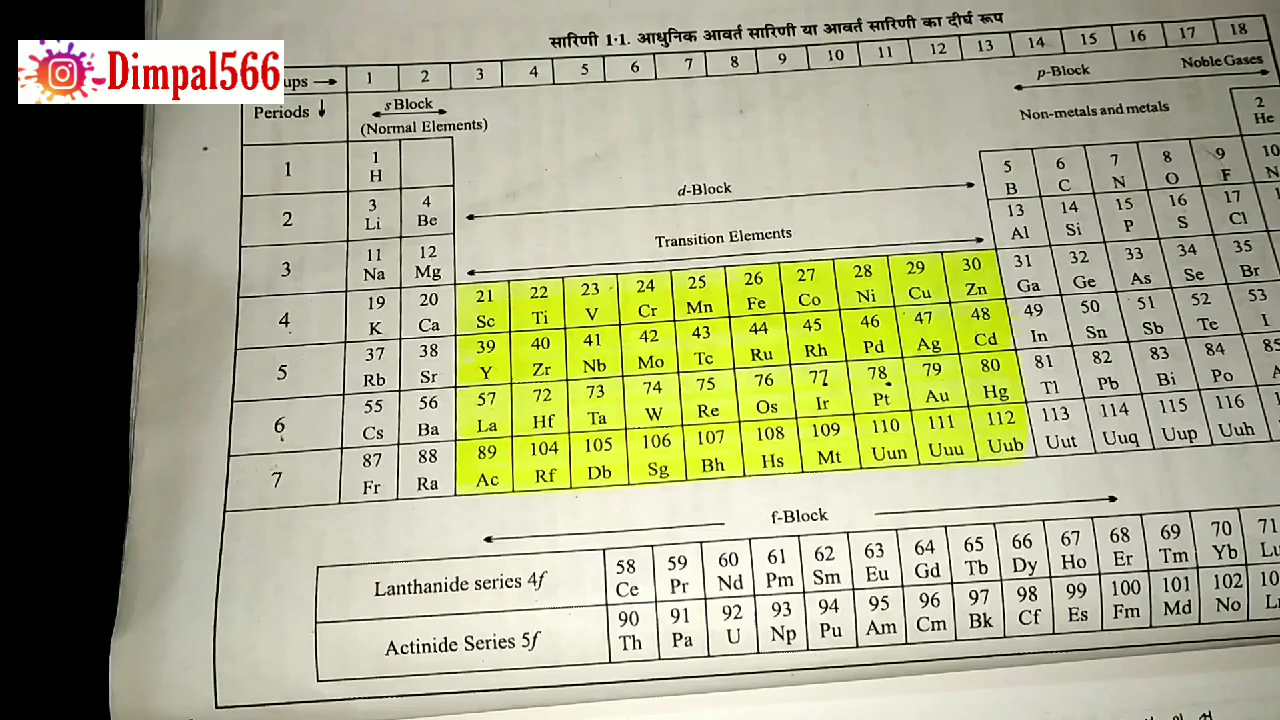 Dimpal566
सारिणी 1·1. आधुनिक आवर्त सारिणी या आवर्त सारिणी का दीर्घ रूप
ups → 1 2 3 4 5 6 7 8 9 10 11 12 13 14 15 16 17 18
Periods ↓ s Block p-Block Noble Gases
(Normal Elements) Non-metals and metals
2
He
1 1 5 6 7 8 9 10
H B C N O F N
d-Block
2 3 4 13 14 15 16 17
Li Be Al Si P S Cl
Transition Elements
3 11 12 31 32 33 34 35
Na Mg Ga Ge As Se Br
4 19 20 21 22 23 24 25 26 27 28 29 30 49 50 51 52 53
K Ca Sc Ti V Cr Mn Fe Co Ni Cu Zn In Sn Sb Te I
5 37 38 39 40 41 42 43 44 45 46 47 48 81 82 83 84 85
Rb Sr Y Zr Nb Mo Tc Ru Rh Pd Ag Cd Tl Pb Bi Po
6 55 56 57 72 73 74 75 76 77 78 79 80 113 114 115 116
Cs Ba La Hf Ta W Re Os Ir Pt Au Hg Uut Uuq Uup Uuh
7 87 88 89 104 105 106 107 108 109 110 111 112
Fr Ra Ac Rf Db Sg Bh Hs Mt Uun Uuu Uub
f-Block
Lanthanide series 4f 58 59 60 61 62 63 64 65 66 67 68 69 70 71
Ce Pr Nd Pm Sm Eu Gd Tb Dy Ho Er Tm Yb Lu
Actinide Series 5f 90 91 92 93 94 95 96 97 98 99 100 101 102 10
Th Pa U Np Pu Am Cm Bk Cf Es Fm Md No